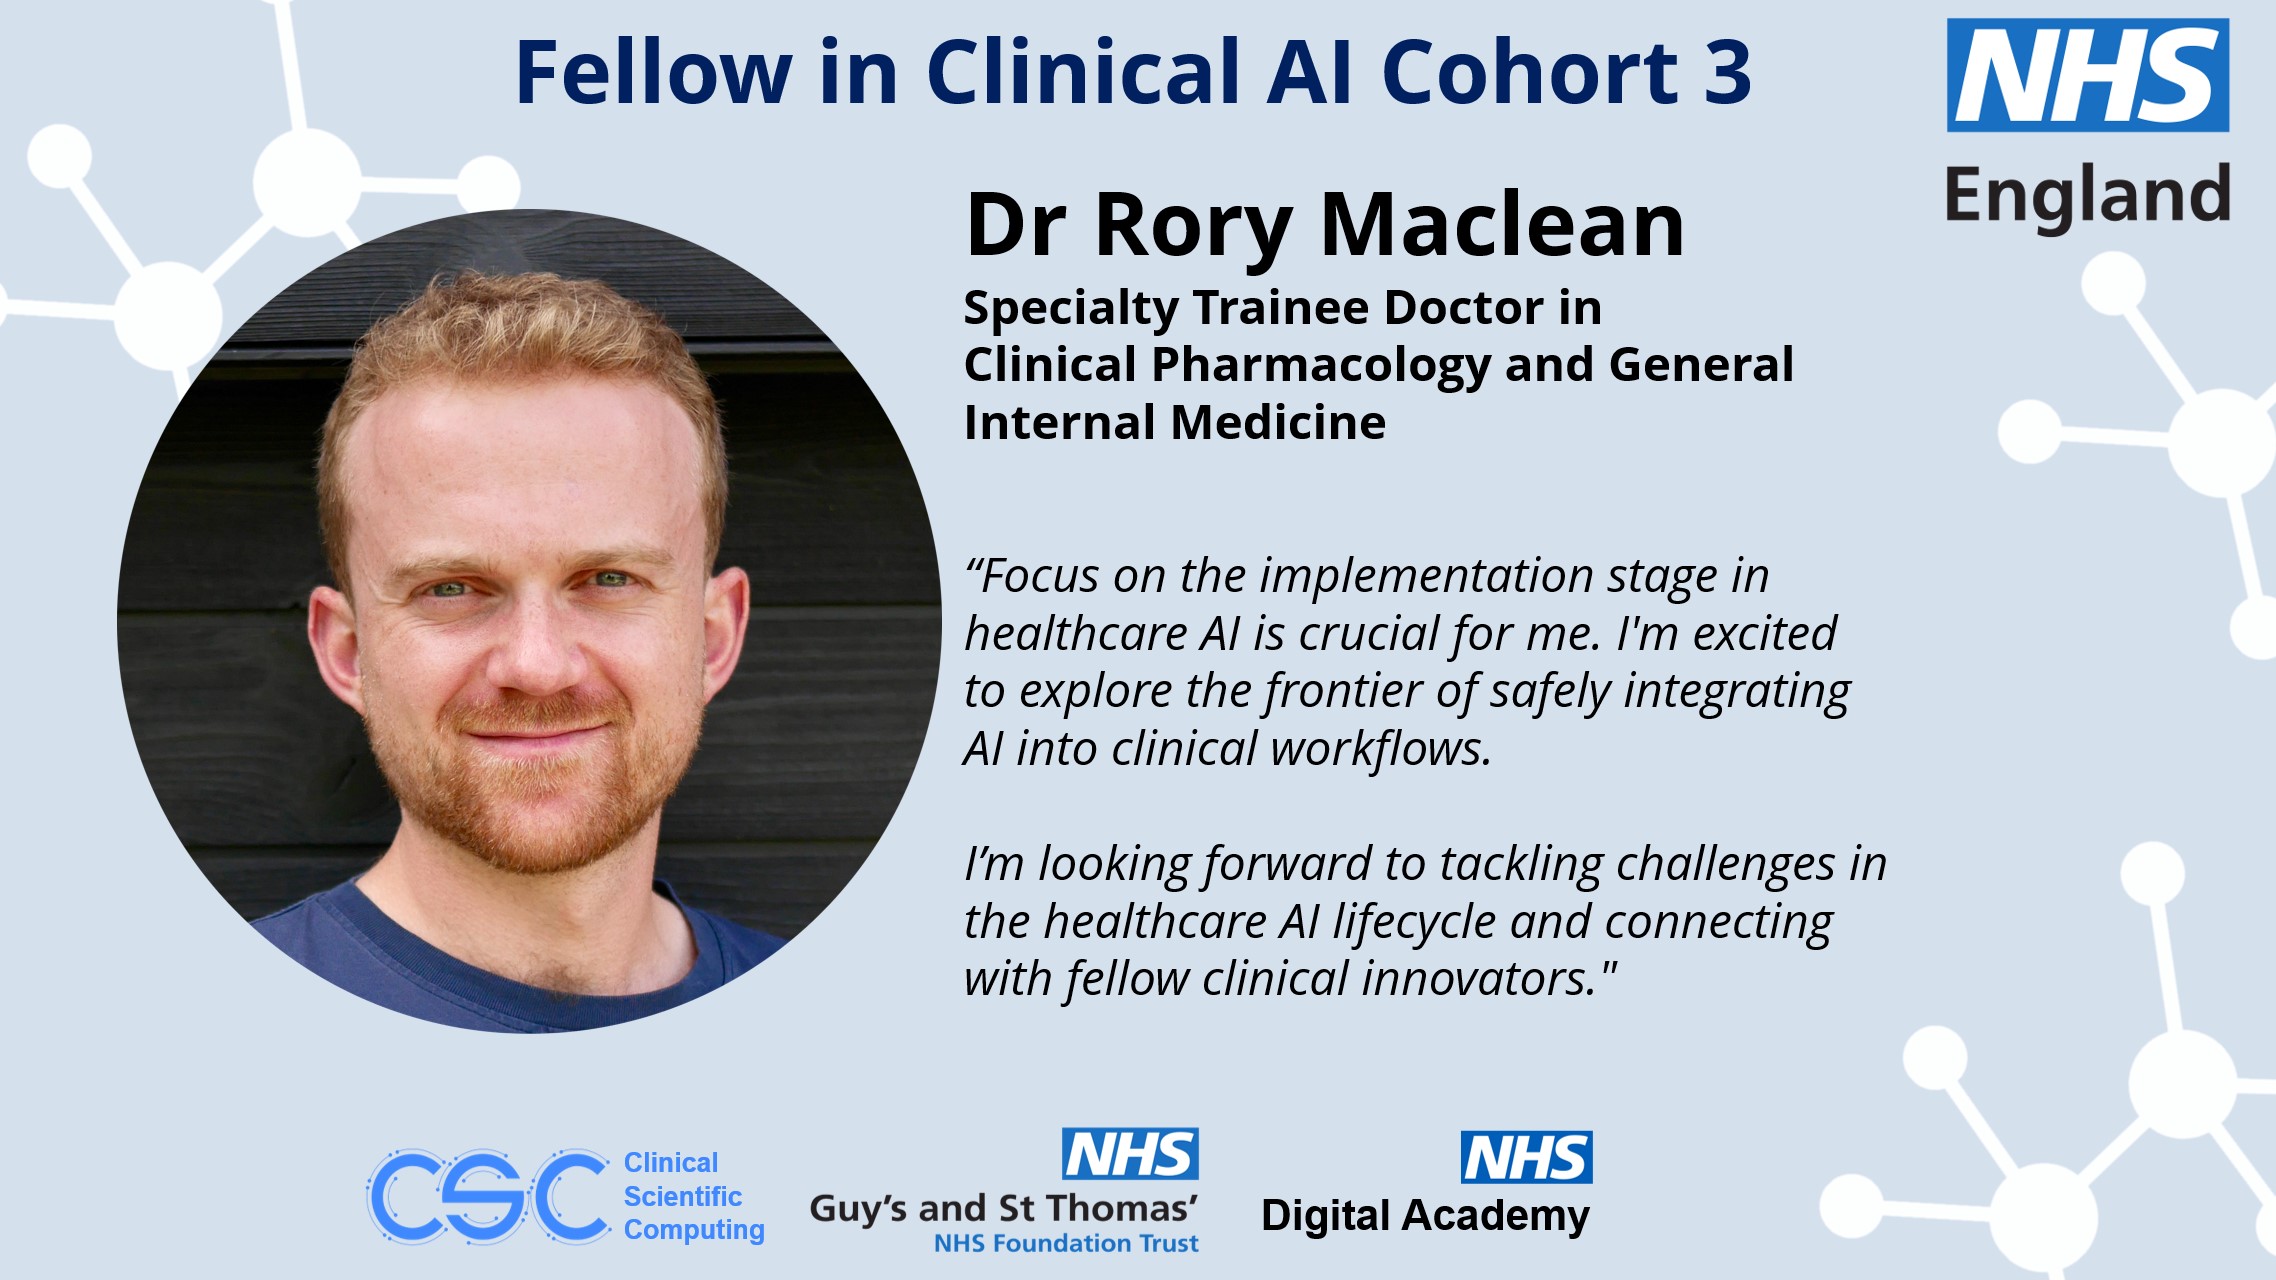 Fellow in Clinical AI Cohort 3
NHS
England
Dr Rory Maclean
Specialty Trainee Doctor in
Clinical Pharmacology and General
Internal Medicine
“Focus on the implementation stage in
healthcare AI is crucial for me. I'm excited
to explore the frontier of safely integrating
AI into clinical workflows.
I’m looking forward to tackling challenges in
the healthcare AI lifecycle and connecting
with fellow clinical innovators."
CSC
Clinical
Scientific
Computing
NHS
Guy’s and St Thomas’
NHS Foundation Trust
NHS
Digital Academy